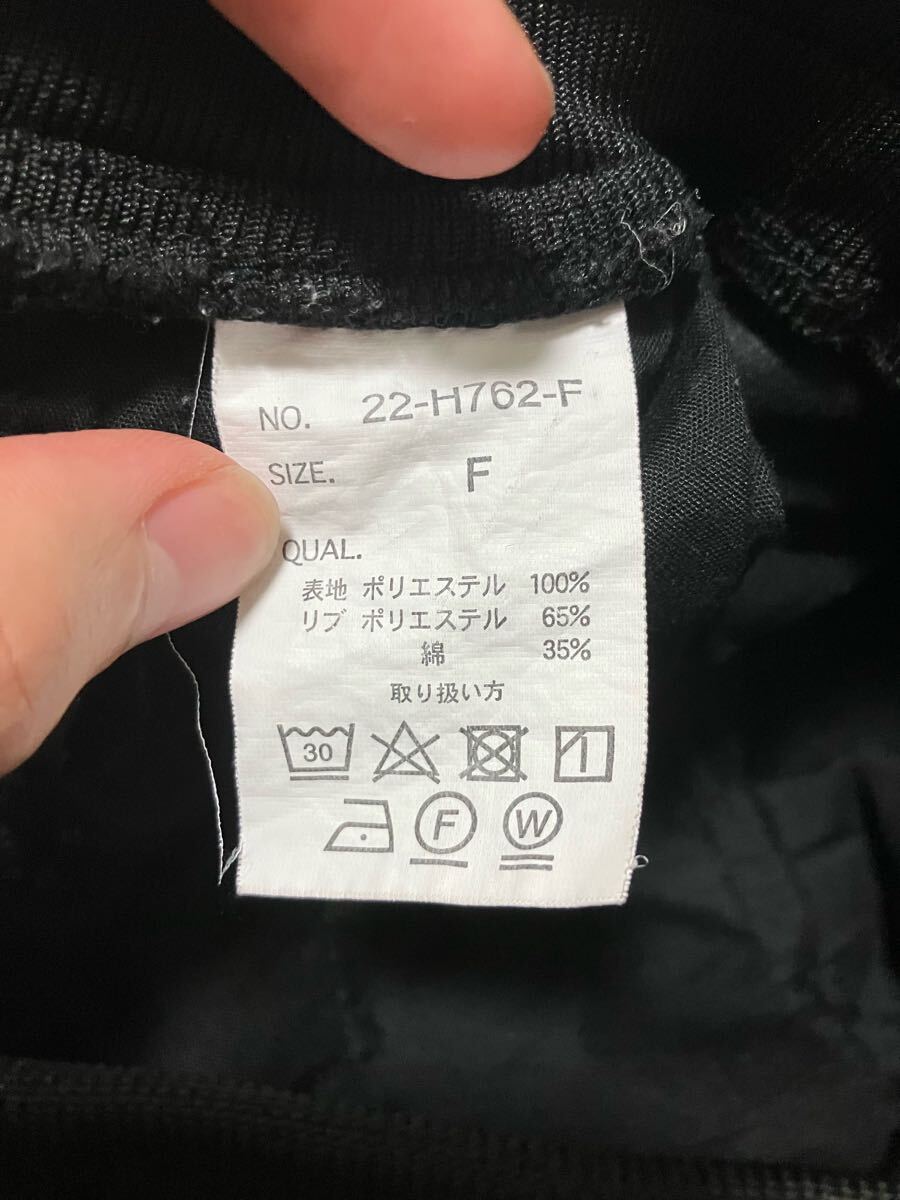 NO. 22-H762-F
SIZE. F
QUAL.
表地 ポリエステル 100%
リブ ポリエステル 65%
綿 35%
取り扱い方
30
F W